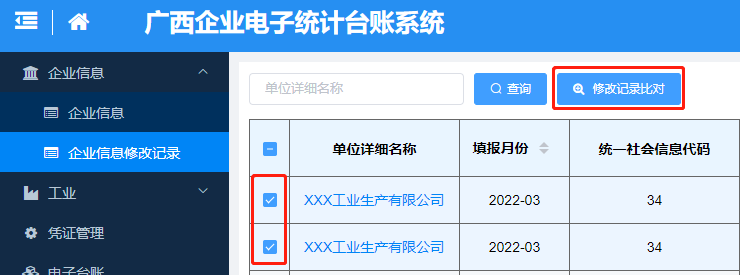 广西企业电子统计台账系统
企业信息
企业信息
企业信息修改记录
工业
凭证管理
电子台账
单位详细名称 查询 修改记录比对
单位详细名称 填报月份 统一社会信息代码
XXX工业生产有限公司 2022-03 34
XXX工业生产有限公司 2022-03 34